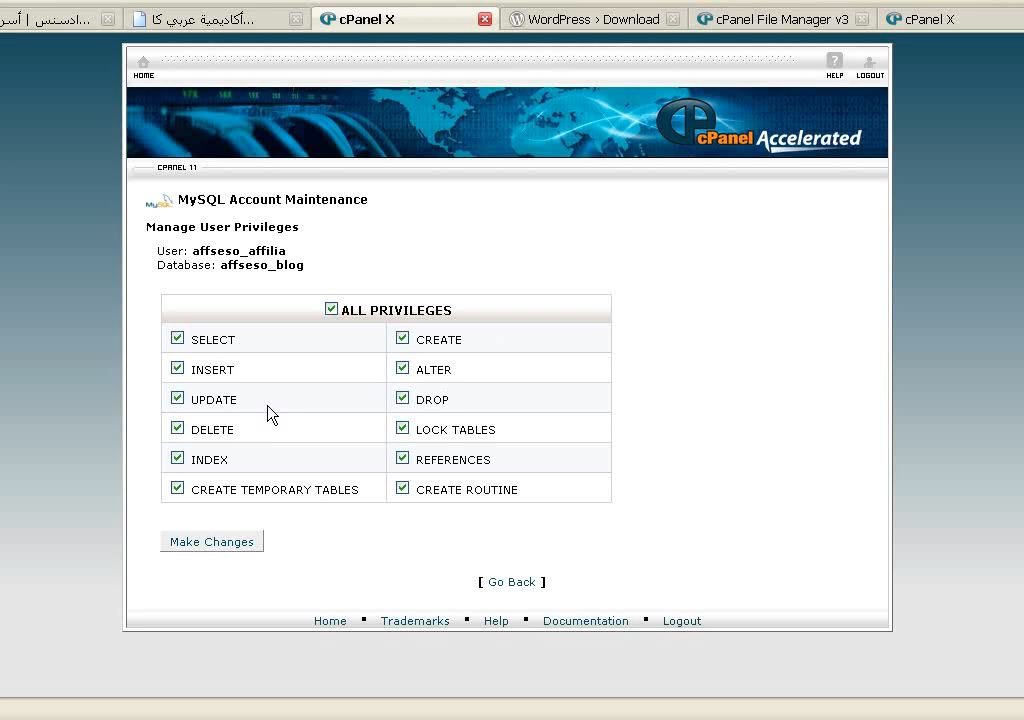 ...ادسنس | أسر
...أكاديمية عربي كا
cPanel X
WordPress › Download
cPanel File Manager v3
cPanel X
HOME
HELP
LOGOUT
cPanel Accelerated
CPANEL 11
MySQL Account Maintenance
Manage User Privileges
User: affseso_affilia
Database: affseso_blog
ALL PRIVILEGES
SELECT
CREATE
INSERT
ALTER
UPDATE
DROP
DELETE
LOCK TABLES
INDEX
REFERENCES
CREATE TEMPORARY TABLES
CREATE ROUTINE
Make Changes
[ Go Back ]
Home ▪ Trademarks ▪ Help ▪ Documentation ▪ Logout